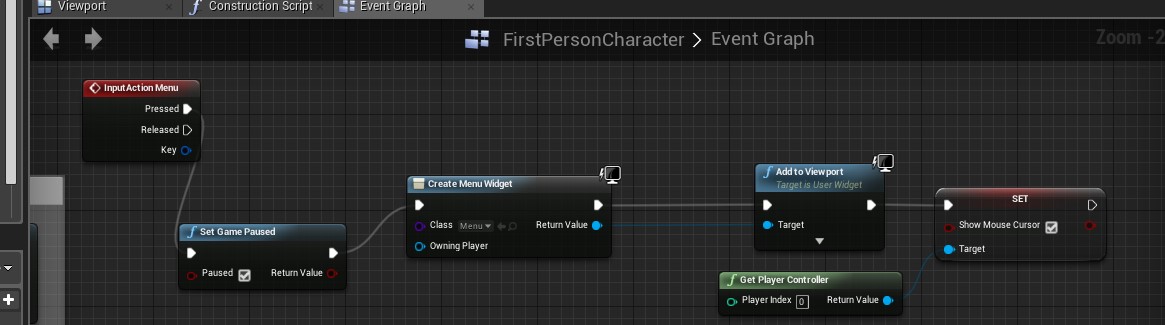 Viewport
Construction Script
Event Graph
FirstPersonCharacter > Event Graph
Zoom -2
InputAction Menu
Pressed
Released
Key
Set Game Paused
Paused
Return Value
Create Menu Widget
Class Menu
Return Value
Owning Player
Add to Viewport
Target is User Widget
Target
SET
Show Mouse Cursor
Target
Get Player Controller
Player Index 0
Return Value